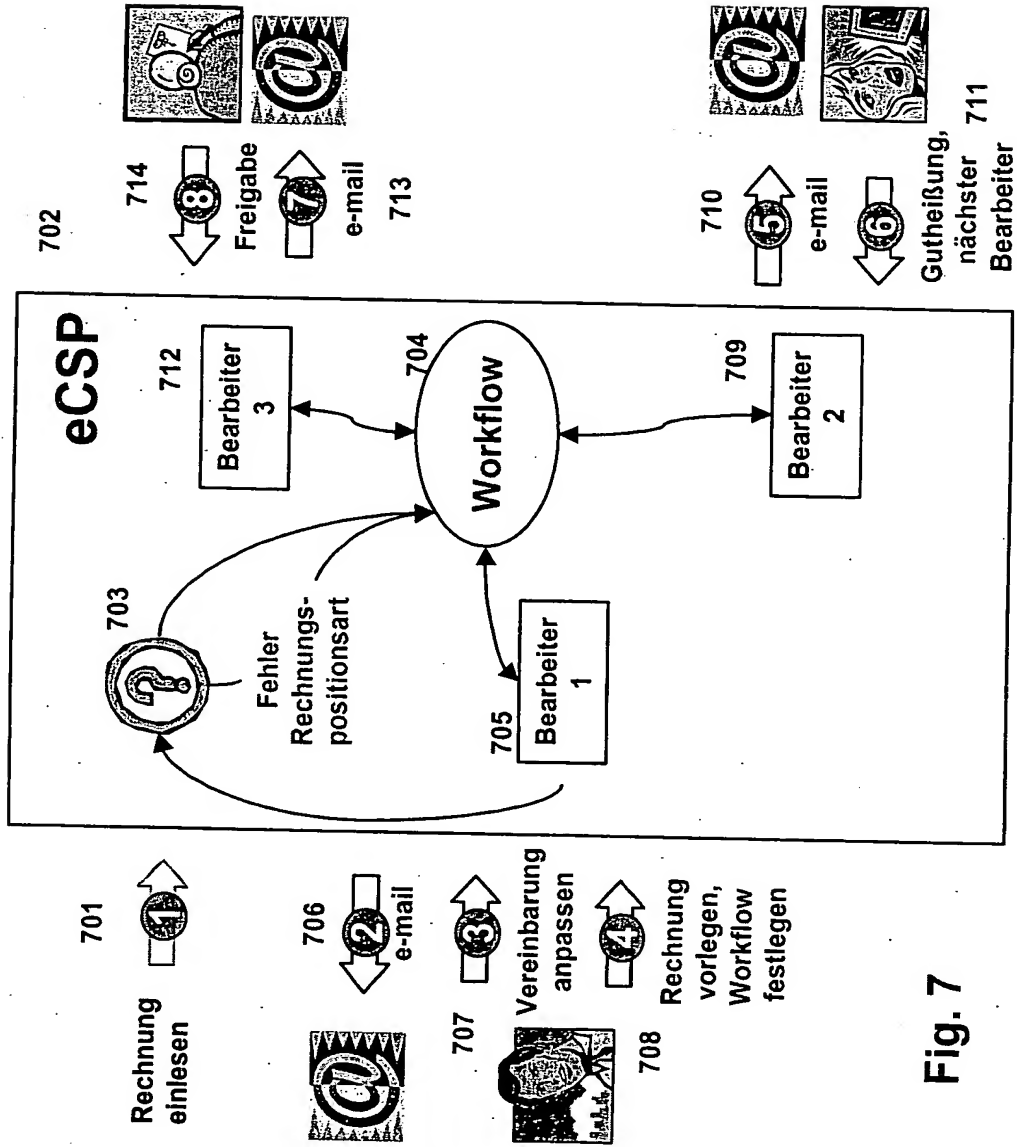 702
eCSP
701
1
Rechnung
einlesen
706
2
e-mail
707
3
Vereinbarung
anpassen
708
4
Rechnung
vorlegen,
Workflow
festlegen
703
?
Fehler
Rechnungs-
positionsart
705
Bearbeiter
1
704
Workflow
712
Bearbeiter
3
709
Bearbeiter
2
714
8
Freigabe
7
e-mail
713
@
@
710
5
e-mail
6
Gutheißung,
nächster
Bearbeiter
711
@
Fig. 7